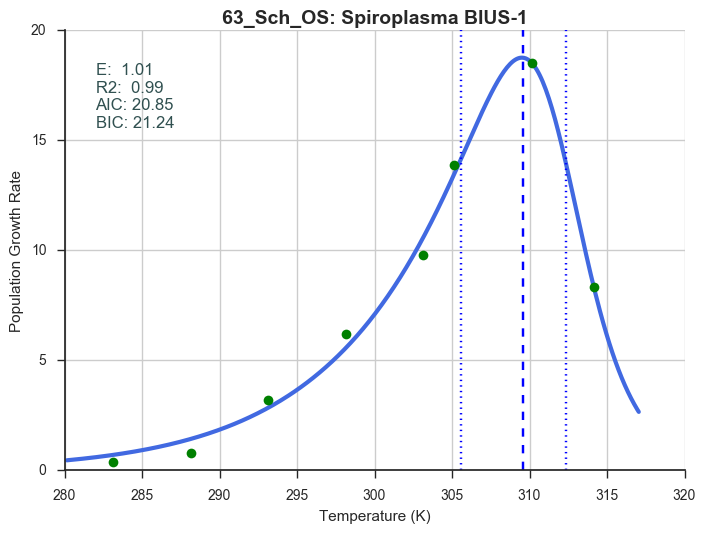 63_Sch_OS: Spiroplasma BIUS-1
E: 1.01
R2: 0.99
AIC: 20.85
BIC: 21.24
Population Growth Rate
20
15
10
5
0
280 285 290 295 300 305 310 315 320
Temperature (K)